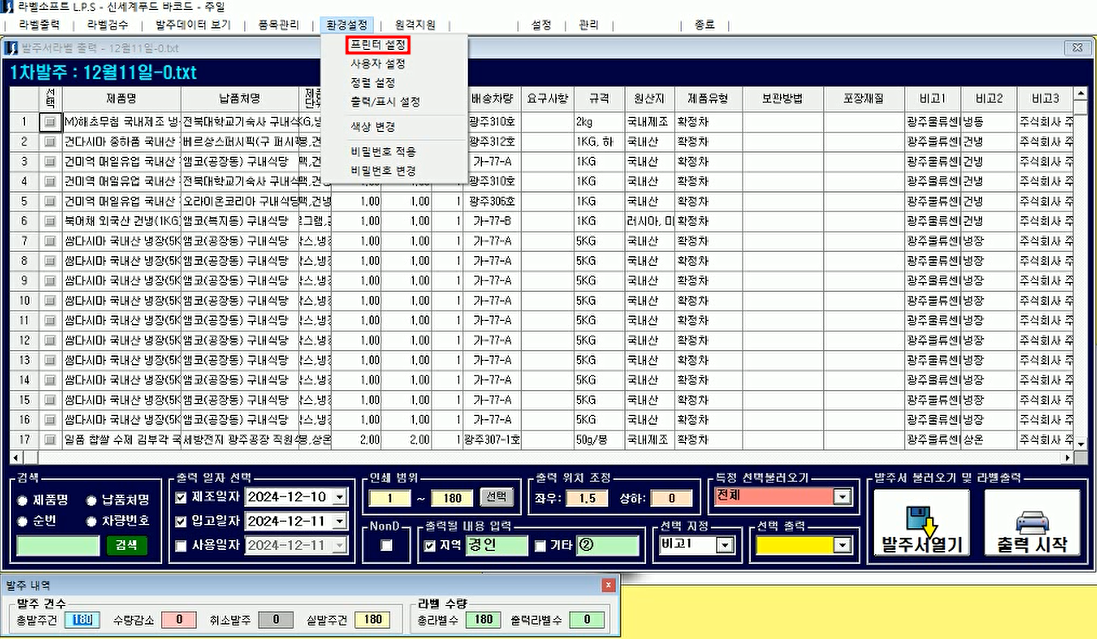 라벨소프트 L.P.S - 신세계푸드 바코드 - 주일
라벨출력 | 라벨검수 | 발주데이터 보기 | 품목관리 | 환경설정 | 원격지원 | | 설정 | 관리 | | 종료 |
프린터 설정
사용자 설정
정렬 설정
출력/표시 설정
색상 변경
비밀번호 적용
비밀번호 변경
발주서라벨 출력 - 12월11일-0.txt
1차발주 : 12월11일-0.txt
선택 제품명 납품처명 배송차량 요구사항 규격 원산지 제품유형 보관방법 포장재질 비고1 비고2 비고3
1 M)해초무침 국내제조 냉 전북대학교기숙사 구내식 KG,냉 광주310호 2kg 국내제조 확정차 광주물류센 냉동 주식회사 주
2 건다시마 중하품 국내산 베르상스퍼시픽(구 퍼시픽 봉,건 광주312호 1KG, 하 국내산 확정차 광주물류센 건냉 주식회사 주
3 건미역 매일유업 국내산 앰코(공장동) 구내식당 팩,건 가-77-A 1KG 국내산 확정차 광주물류센 건냉 주식회사 주
4 건미역 매일유업 국내산 전북대학교기숙사 구내식 팩,건냉 광주310호 1KG 국내산 확정차 광주물류센 건냉 주식회사 주
5 건미역 매일유업 국내산 오라이온코리아 구내식당 팩,건냉 1,00 1,00 1 광주306호 1KG 국내산 확정차 광주물류센 건냉 주식회사 주
6 북어채 외국산 건냉(1KG) 앰코(복지동) 구내식당 로그램,글 1,00 1,00 1 가-77-B 1KG 러시아, 미 확정차 광주물류센 건냉 주식회사 주
7 쌈다시마 국내산 냉장(5K 앰코(공장동) 구내식당 박스,냉장 1,00 1,00 1 가-77-A 5KG 국내산 확정차 광주물류센 냉장 주식회사 주
8 쌈다시마 국내산 냉장(5K 앰코(공장동) 구내식당 박스,냉장 1,00 1,00 1 가-77-A 5KG 국내산 확정차 광주물류센 냉장 주식회사 주
9 쌈다시마 국내산 냉장(5K 앰코(공장동) 구내식당 박스,냉장 1,00 1,00 1 가-77-A 5KG 국내산 확정차 광주물류센 냉장 주식회사 주
10 쌈다시마 국내산 냉장(5K 앰코(공장동) 구내식당 박스,냉장 1,00 1,00 1 가-77-A 5KG 국내산 확정차 광주물류센 냉장 주식회사 주
11 쌈다시마 국내산 냉장(5K 앰코(공장동) 구내식당 박스,냉장 1,00 1,00 1 가-77-A 5KG 국내산 확정차 광주물류센 냉장 주식회사 주
12 쌈다시마 국내산 냉장(5K 앰코(공장동) 구내식당 박스,냉장 1,00 1,00 1 가-77-A 5KG 국내산 확정차 광주물류센 냉장 주식회사 주
13 쌈다시마 국내산 냉장(5K 앰코(공장동) 구내식당 박스,냉장 1,00 1,00 1 가-77-A 5KG 국내산 확정차 광주물류센 냉장 주식회사 주
14 쌈다시마 국내산 냉장(5K 앰코(공장동) 구내식당 박스,냉장 1,00 1,00 1 가-77-A 5KG 국내산 확정차 광주물류센 냉장 주식회사 주
15 쌈다시마 국내산 냉장(5K 앰코(공장동) 구내식당 박스,냉장 1,00 1,00 1 가-77-A 5KG 국내산 확정차 광주물류센 냉장 주식회사 주
16 쌈다시마 국내산 냉장(5K 앰코(공장동) 구내식당 박스,냉장 1,00 1,00 1 가-77-A 5KG 국내산 확정차 광주물류센 냉장 주식회사 주
17 일품 찹쌀 수제 김부각 국 세방전지 광주공장 직원식 봉,상온 2,00 2,00 1 광주307-1호 50g/봉 국내제조 확정차 광주물류센 상온 주식회사 주
검색 출력 일자 선택 인쇄 범위 출력 위치 조정 특정 선택물러오기 발주서 불러오기 및 라벨출력
제품명 납품처명 제조일자 2024-12-10 1 ~ 180 선택 좌우: 1,5 상하: 0 전체
순번 차량번호 입고일자 2024-12-11 NonD 출력될 내용 입력 선택 지정 선택 출력
검색 사용일자 2024-12-11 지역 경인 기타 ② 비고1 발주서열기 출력 시작
발주 내역
발주 건수 라벨 수량
총발주건 180 수량감소 0 취소발주 0 실발주건 180 총라벨수 180 출력라벨수 0